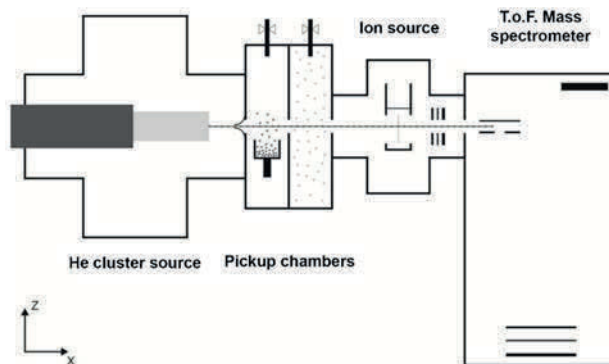 T.o.F. Mass
spectrometer
Ion source
He cluster source
Pickup chambers
Z
X